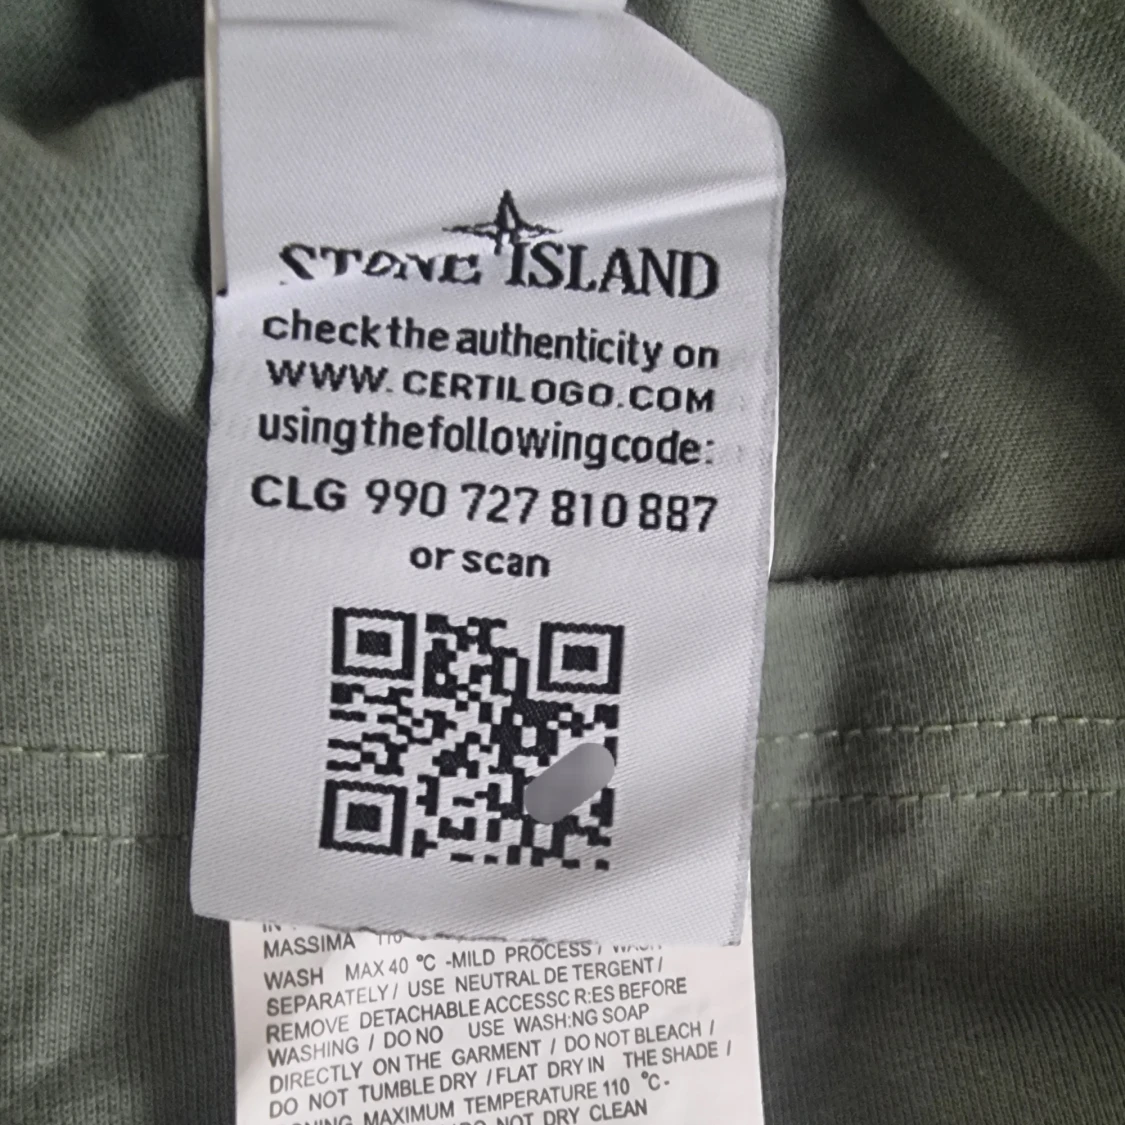 STONE ISLAND
check the authenticity on
WWW.CERTILOGO.COM
using the following code:
CLG 990 727 810 887
or scan
MASSIMA 110
WASH MAX 40 °C -MILD PROCESS / WASH
SEPARATELY / USE NEUTRAL DE TERGENT /
REMOVE DETACHABLE ACCESSC R:ES BEFORE
WASHING / DO NO USE WASH:NG SOAP
DIRECTLY ON THE GARMENT / DO NOT BLEACH /
DO NOT TUMBLE DRY / FLAT DRY IN THE SHADE /
MAXIMUM TEMPERATURE 110 °C -
NOT DRY CLEAN